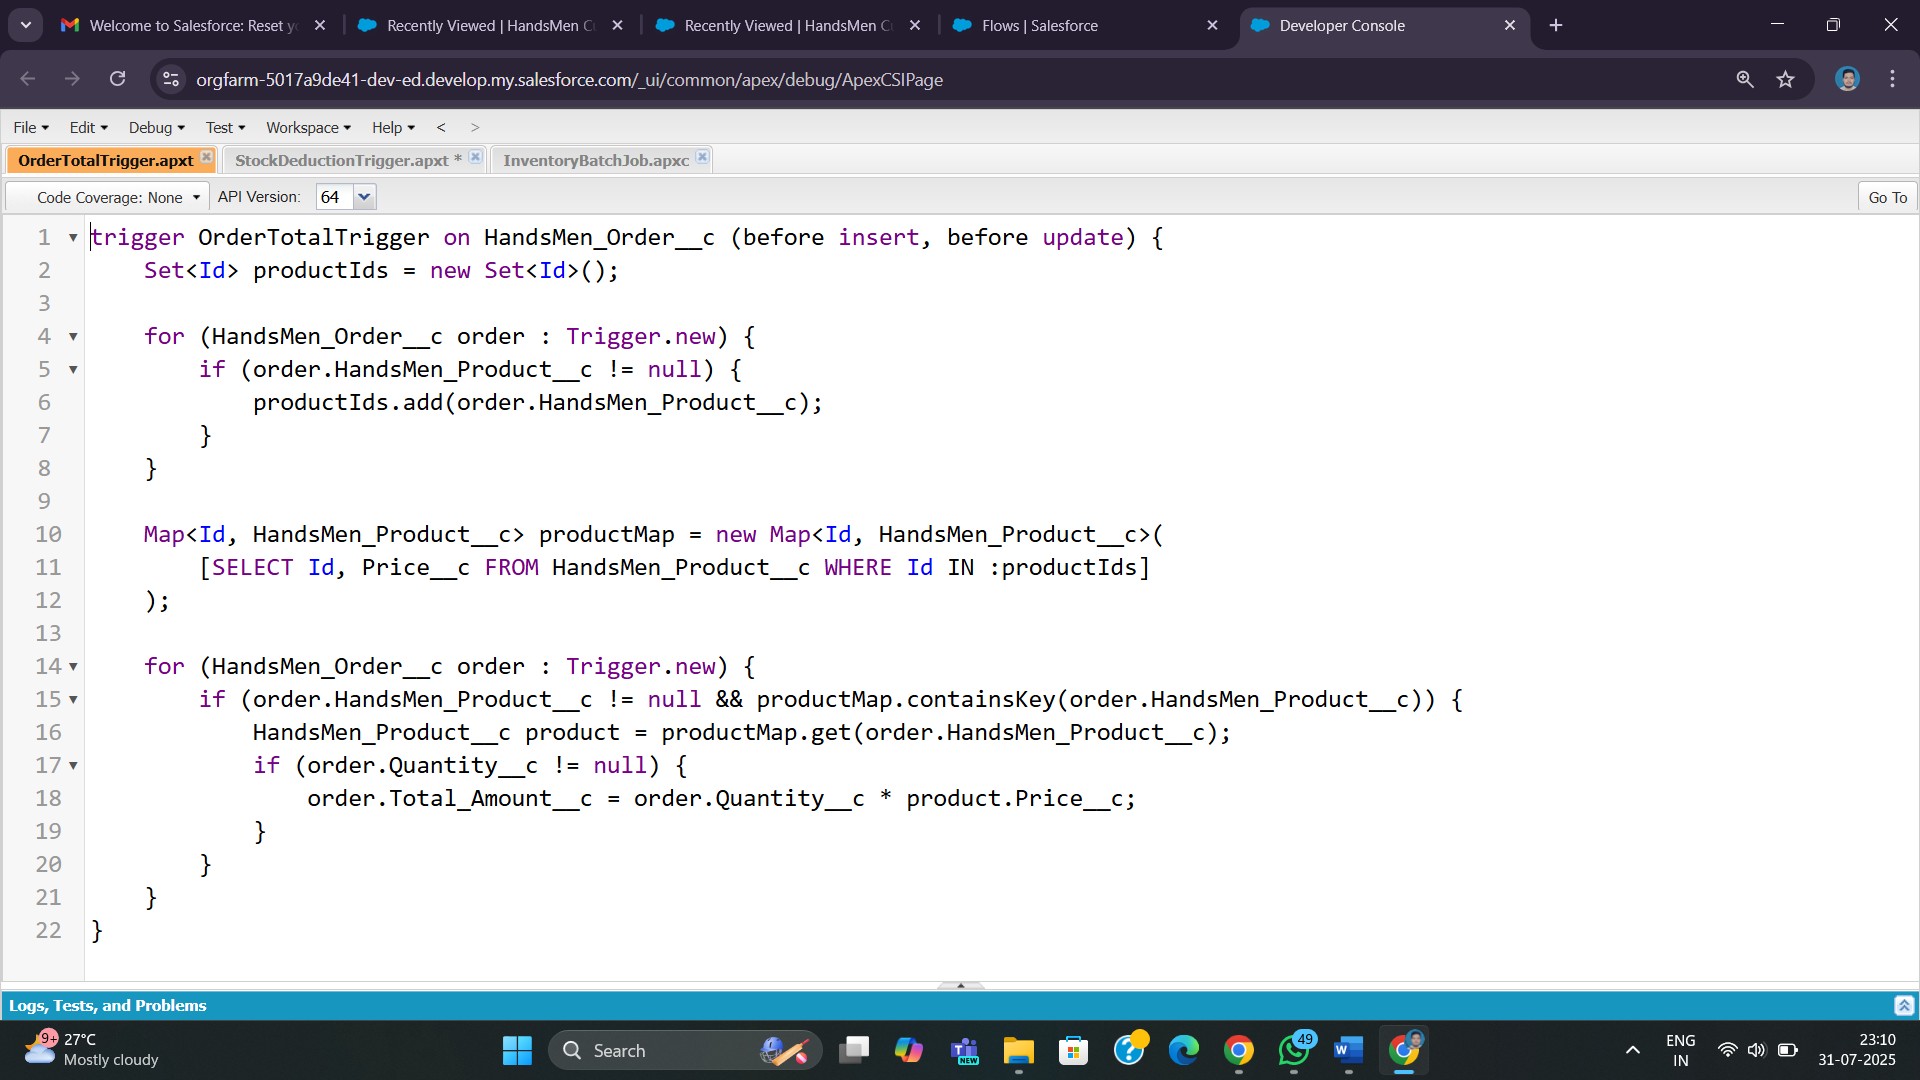 Welcome to Salesforce: Reset yo
Recently Viewed | HandsMen Cu
Recently Viewed | HandsMen Cu
Flows | Salesforce
Developer Console
orgfarm-5017a9de41-dev-ed.develop.my.salesforce.com/_ui/common/apex/debug/ApexCSIPage
File Edit Debug Test Workspace Help < >
OrderTotalTrigger.apxt StockDeductionTrigger.apxt * InventoryBatchJob.apxc
Code Coverage: None API Version: 64 Go To
1 trigger OrderTotalTrigger on HandsMen_Order__c (before insert, before update) {
2     Set<Id> productIds = new Set<Id>();
3
4     for (HandsMen_Order__c order : Trigger.new) {
5         if (order.HandsMen_Product__c != null) {
6             productIds.add(order.HandsMen_Product__c);
7         }
8     }
9
10     Map<Id, HandsMen_Product__c> productMap = new Map<Id, HandsMen_Product__c>(
11         [SELECT Id, Price__c FROM HandsMen_Product__c WHERE Id IN :productIds]
12     );
13
14     for (HandsMen_Order__c order : Trigger.new) {
15         if (order.HandsMen_Product__c != null && productMap.containsKey(order.HandsMen_Product__c)) {
16             HandsMen_Product__c product = productMap.get(order.HandsMen_Product__c);
17             if (order.Quantity__c != null) {
18                 order.Total_Amount__c = order.Quantity__c * product.Price__c;
19             }
20         }
21     }
22 }
Logs, Tests, and Problems
9+ 27°C
Mostly cloudy
Search
NEW
49
ENG
IN
23:10
31-07-2025